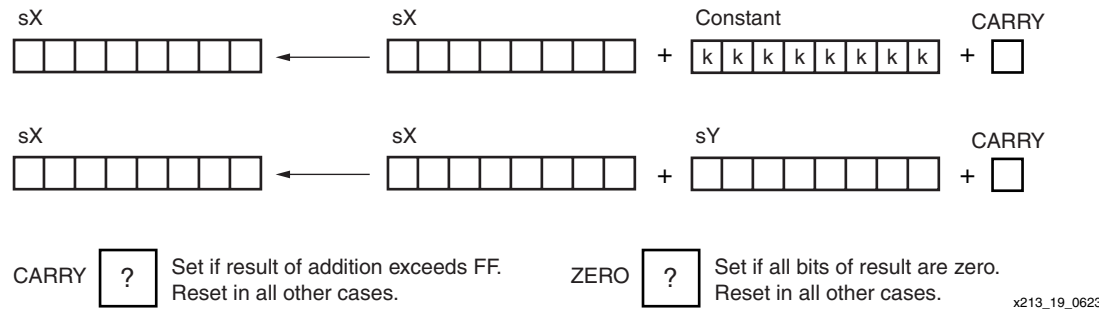 sX sX Constant CARRY
+ k k k k k k k k +
sX sX sY CARRY
+ +
CARRY ? Set if result of addition exceeds FF.
Reset in all other cases.
ZERO ? Set if all bits of result are zero.
Reset in all other cases.
x213_19_0623